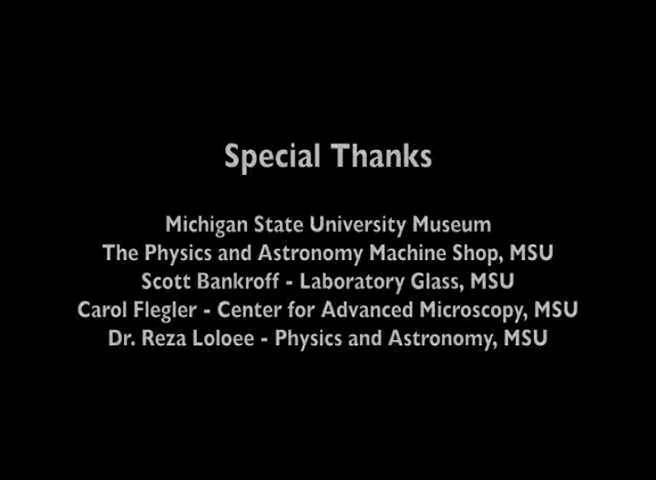 Special Thanks
Michigan State University Museum
The Physics and Astronomy Machine Shop, MSU
Scott Bankroff - Laboratory Glass, MSU
Carol Flegler - Center for Advanced Microscopy, MSU
Dr. Reza Loloee - Physics and Astronomy, MSU